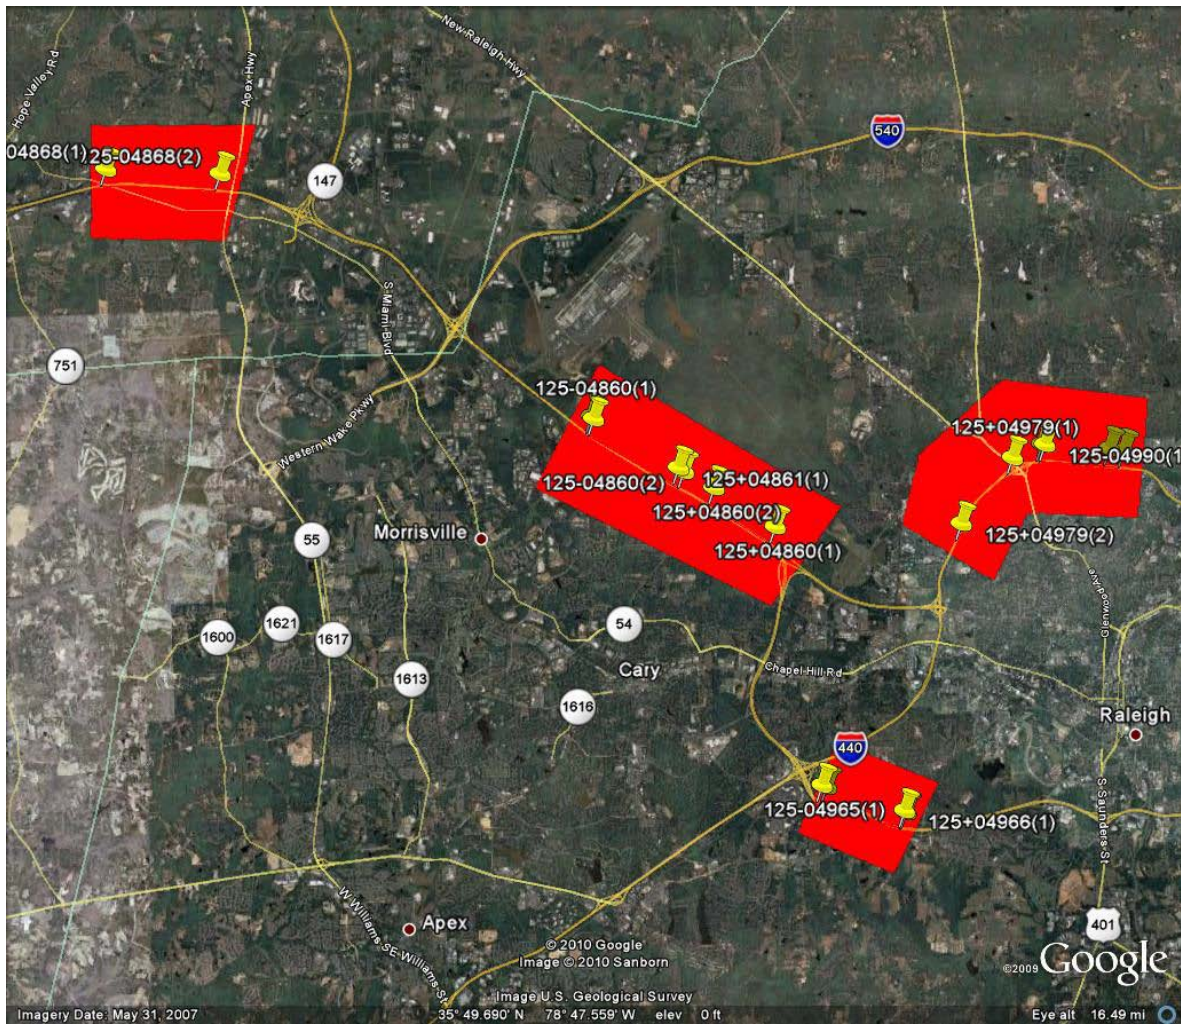 New Raleigh Hwy
Hope Valley Rd
Apex Hwy
540
04868(1)
125-04868(2)
147
S Miami Blvd
751
125-04860(1)
Western Wake Pkwy
125+04979(1)
125-04990(1
125-04860(2)
125+04861(1)
125+04860(2)
Morrisville
55
125+04860(1)
125+04979(2)
Glenwood Ave
1600
1621
1617
54
Chapel Hill Rd
Cary
1613
1616
Raleigh
440
125-04965(1)
125+04966(1)
S Saunders St
W Williams St
SE Williams St
Apex
401
© 2010 Google
Image © 2010 Sanborn
©2009 Google
Image U.S. Geological Survey
Imagery Date: May 31, 2007
35° 49.690' N 78° 47.559' W elev 0 ft
Eye alt 16.49 mi